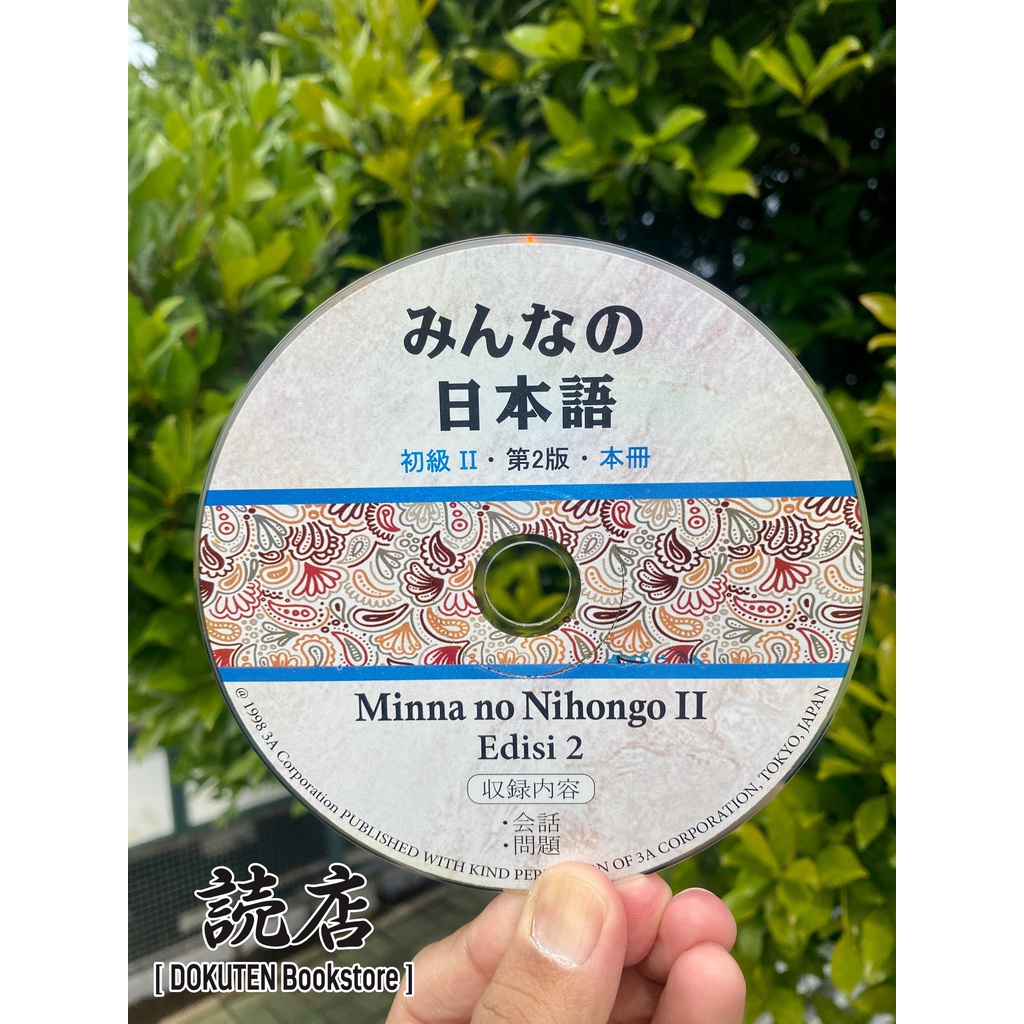 みんなの
日本語
初級 II・第2版・本冊
Minna no Nihongo II
Edisi 2
収録内容
・会話
・問題
@ 1998 3A Corporation PUBLISHED WITH KIND PER N OF 3A CORPORATION, TOKYO, JAPAN
読店
[ DOKUTEN Bookstore ]